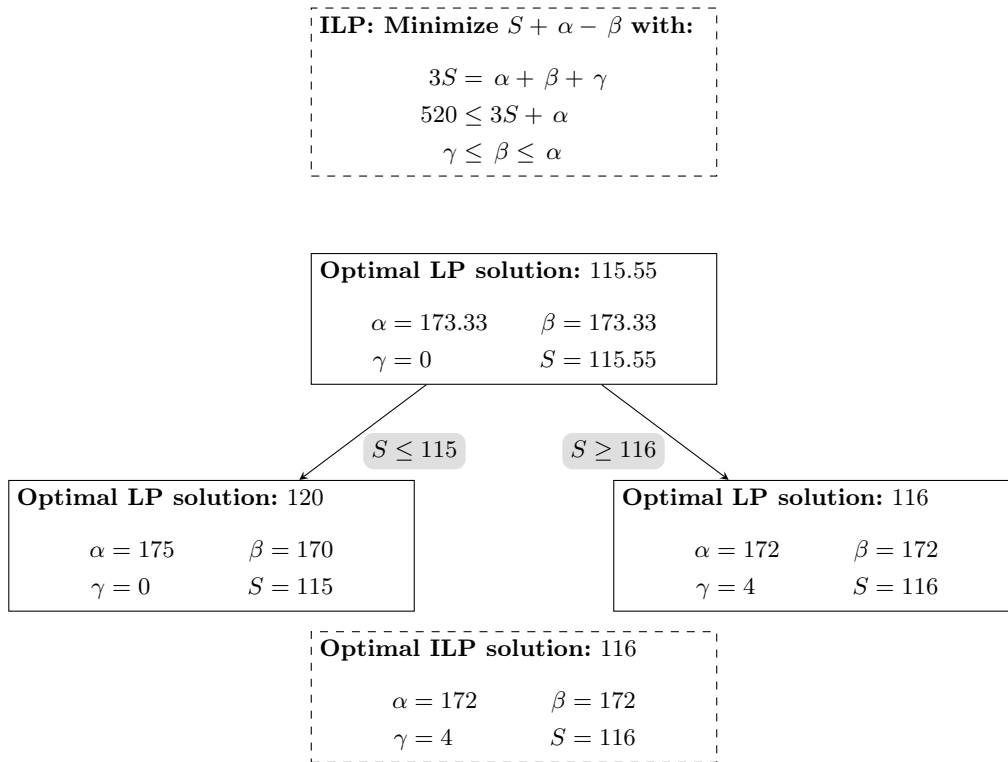 ILP: Minimize S + α − β with:
3S = α + β + γ
520 ≤ 3S + α
γ ≤ β ≤ α
Optimal LP solution: 115.55
α = 173.33 β = 173.33
γ = 0 S = 115.55
S ≤ 115 S ≥ 116
Optimal LP solution: 120
α = 175 β = 170
γ = 0 S = 115
Optimal LP solution: 116
α = 172 β = 172
γ = 4 S = 116
Optimal ILP solution: 116
α = 172 β = 172
γ = 4 S = 116